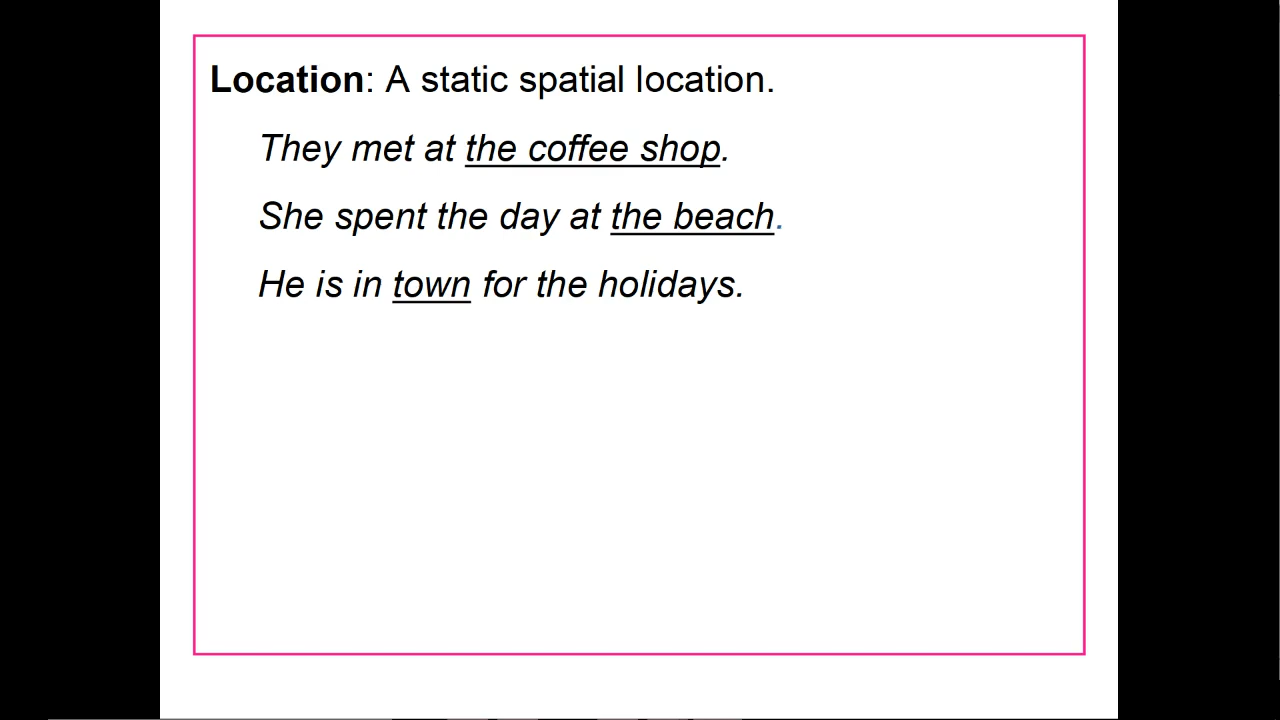 Location: A static spatial location.
They met at the coffee shop.
She spent the day at the beach.
He is in town for the holidays.